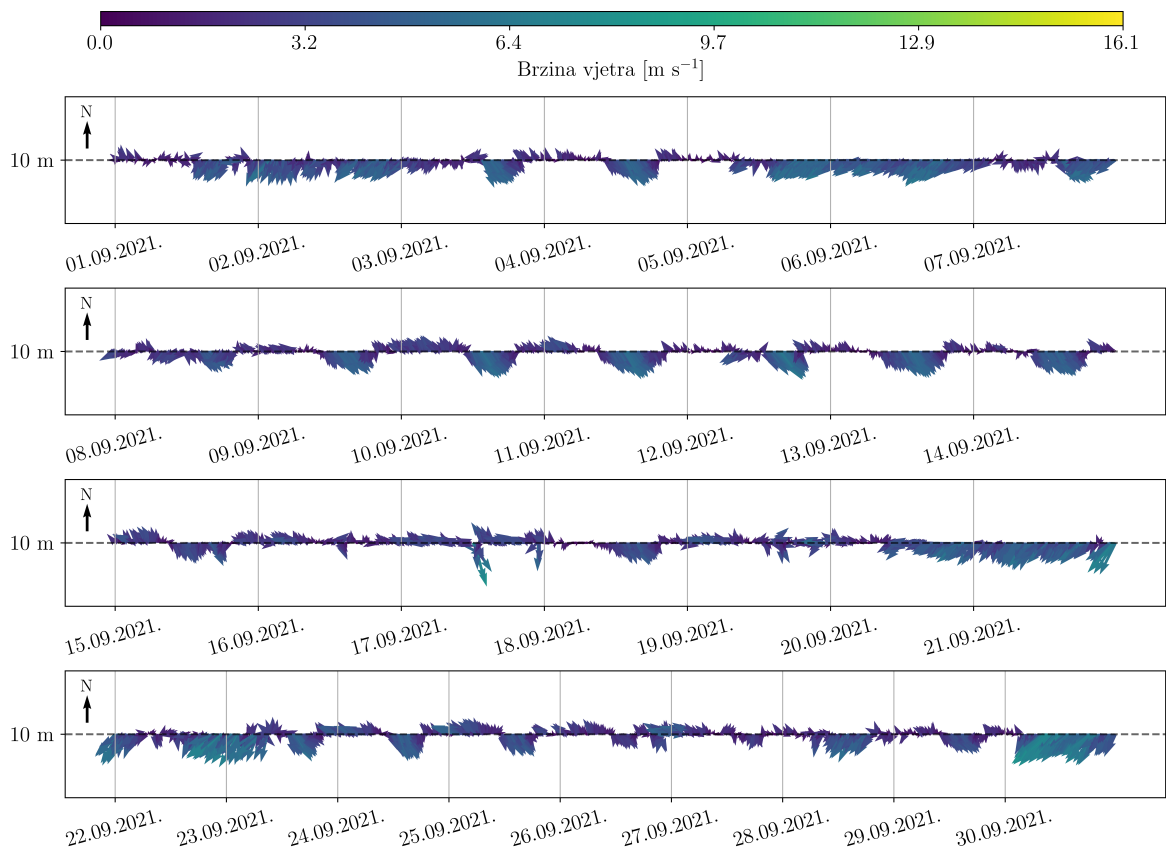 0.0 3.2 6.4 9.7 12.9 16.1
Brzina vjetra [m s⁻¹]
N
10 m
01.09.2021. 02.09.2021. 03.09.2021. 04.09.2021. 05.09.2021. 06.09.2021. 07.09.2021.
N
10 m
08.09.2021. 09.09.2021. 10.09.2021. 11.09.2021. 12.09.2021. 13.09.2021. 14.09.2021.
N
10 m
15.09.2021. 16.09.2021. 17.09.2021. 18.09.2021. 19.09.2021. 20.09.2021. 21.09.2021.
N
10 m
22.09.2021. 23.09.2021. 24.09.2021. 25.09.2021. 26.09.2021. 27.09.2021. 28.09.2021. 29.09.2021. 30.09.2021.